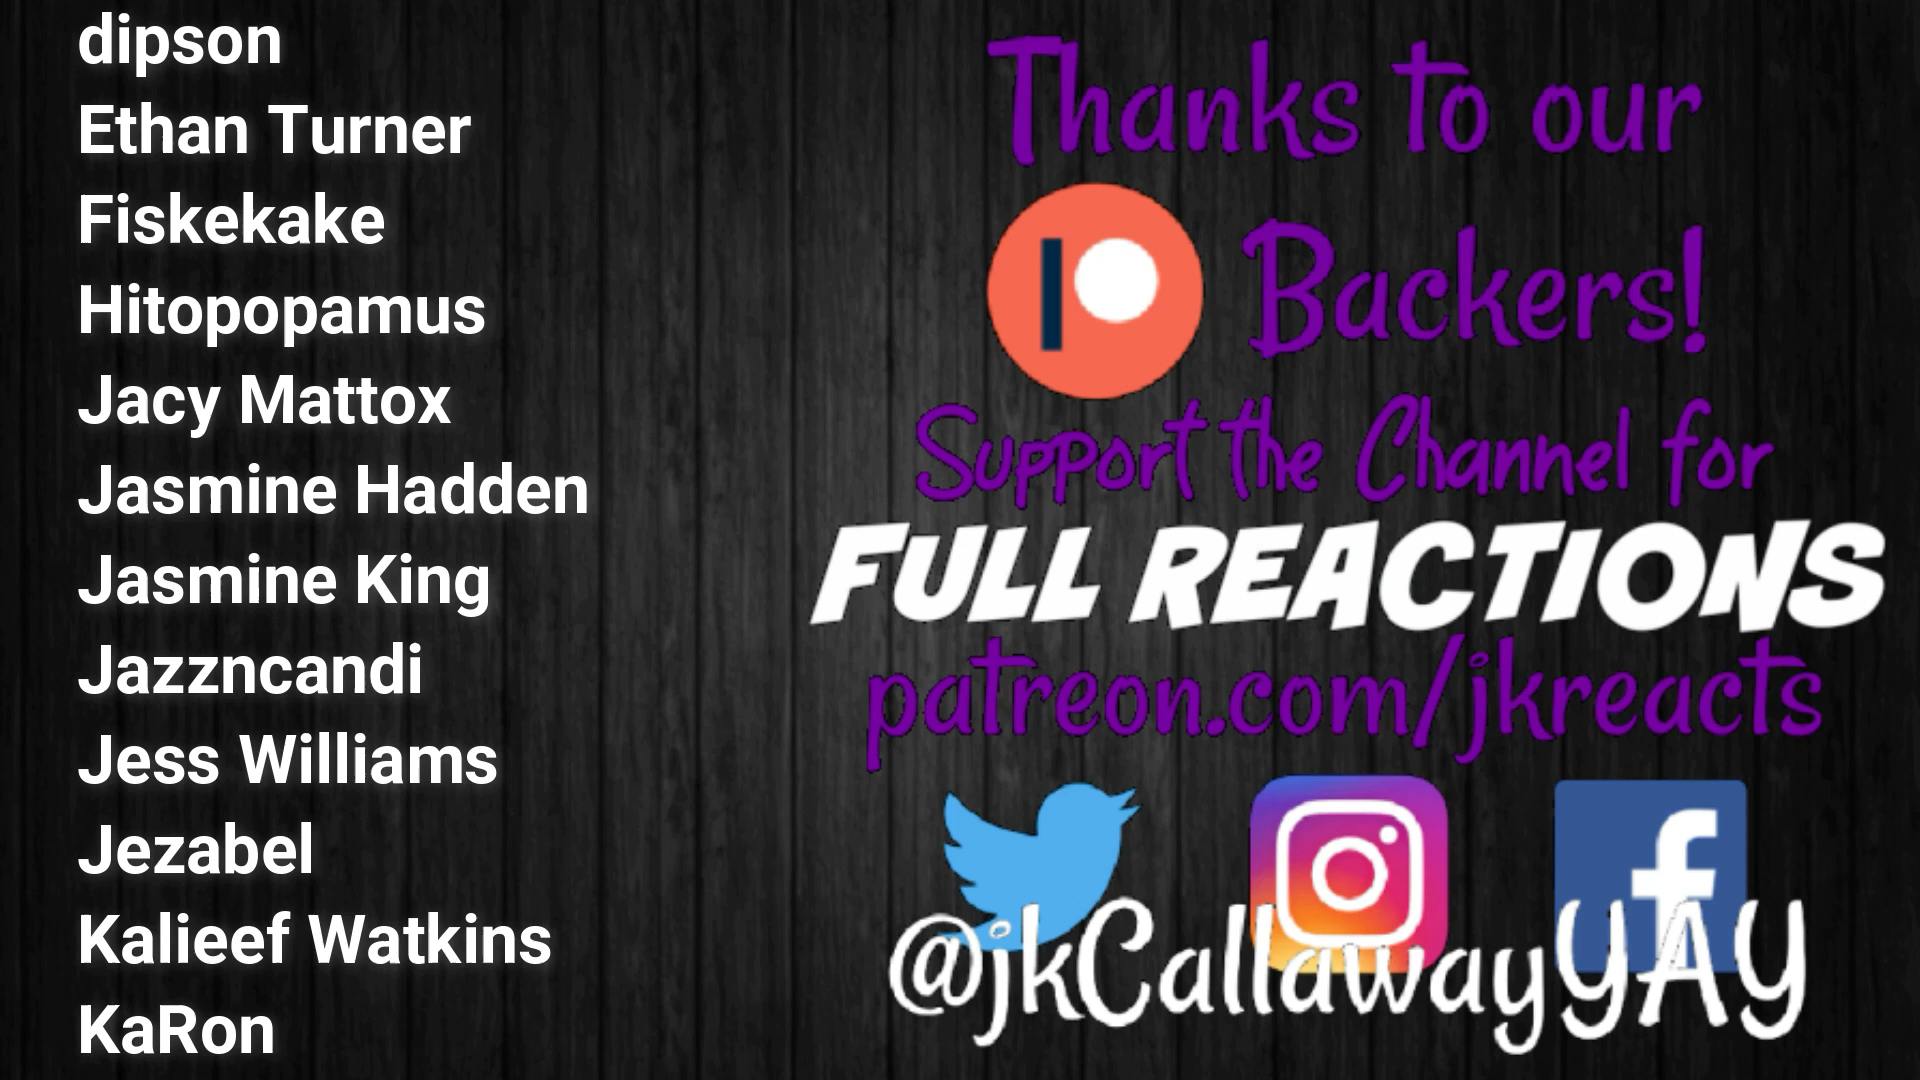 dipson
Ethan Turner
Fiskekake
Hitopopamus
Jacy Mattox
Jasmine Hadden
Jasmine King
Jazzncandi
Jess Williams
Jezabel
Kalieef Watkins
KaRon
Thanks to our
Backers!
Support the Channel for
FULL REACTIONS
patreon.com/jkreacts
@jkCallawayYAY